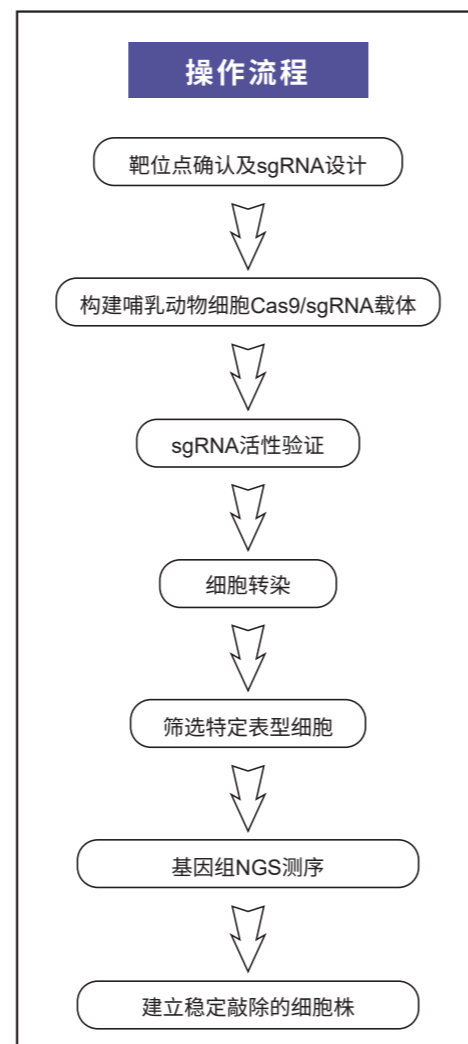 操作流程
靶位点确认及sgRNA设计
构建哺乳动物细胞Cas9/sgRNA载体
sgRNA活性验证
细胞转染
筛选特定表型细胞
基因组NGS测序
建立稳定敲除的细胞株